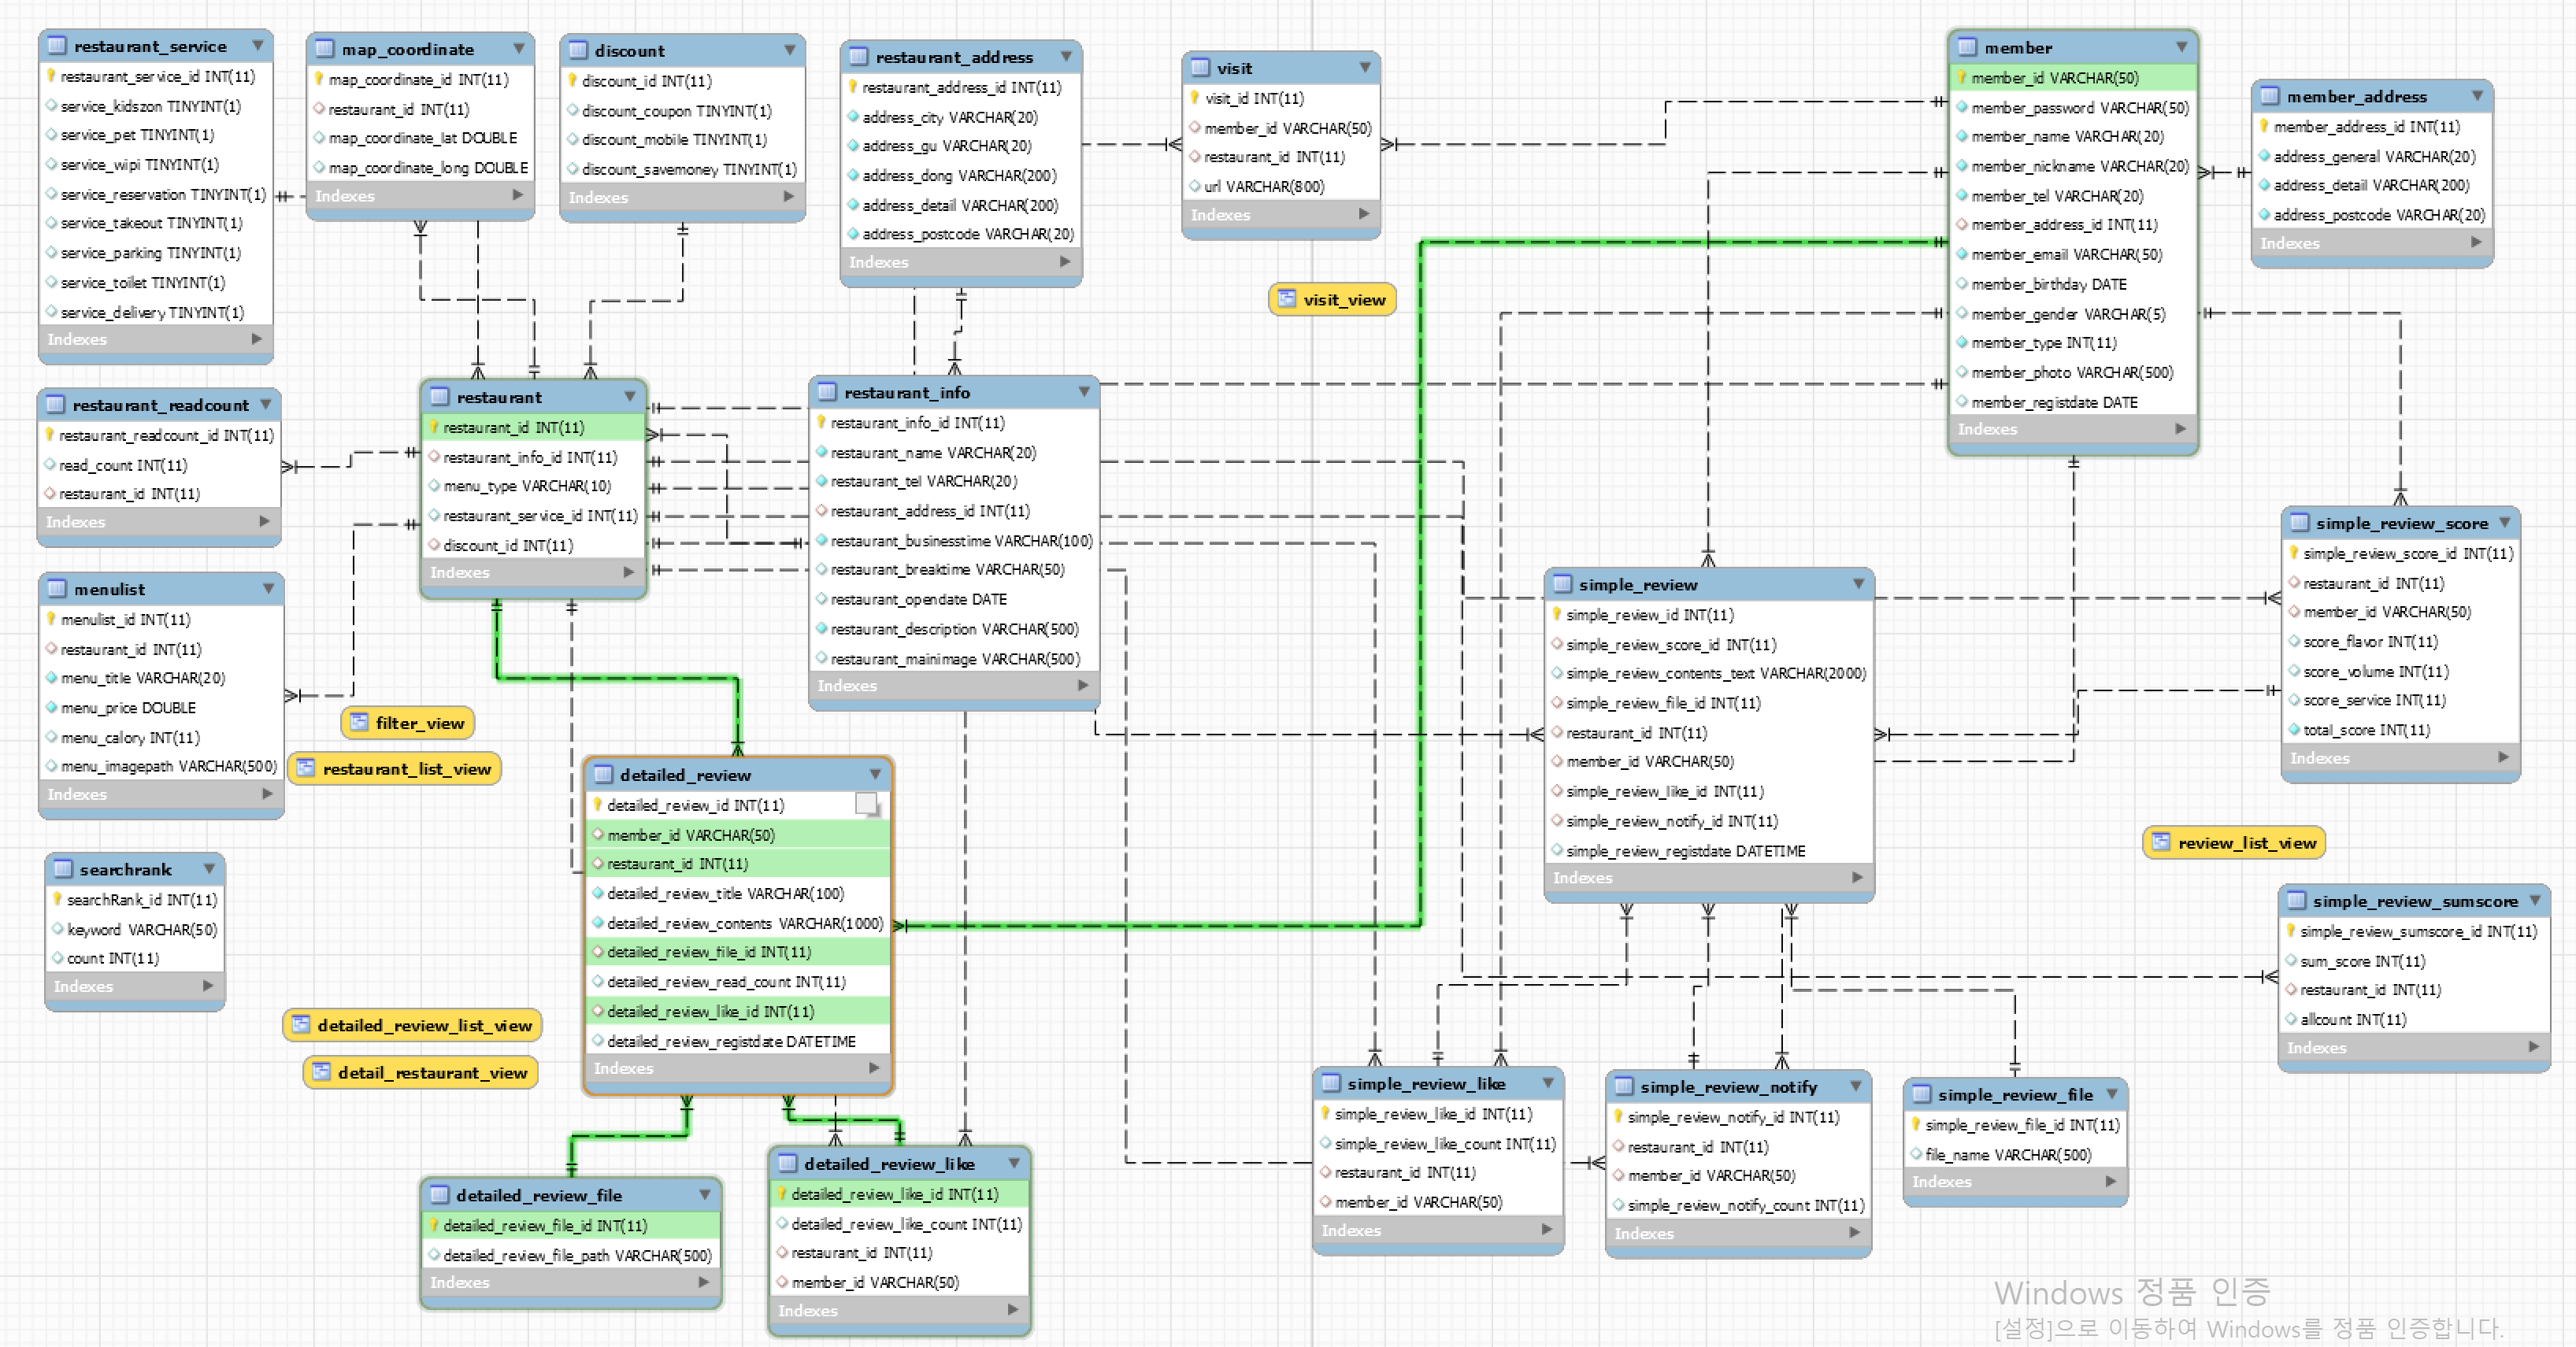 restaurant_service
restaurant_service_id INT(11)
service_kidszon TINYINT(1)
service_pet TINYINT(1)
service_wipi TINYINT(1)
service_reservation TINYINT(1)
service_takeout TINYINT(1)
service_parking TINYINT(1)
service_toilet TINYINT(1)
service_delivery TINYINT(1)
Indexes
map_coordinate
map_coordinate_id INT(11)
restaurant_id INT(11)
map_coordinate_lat DOUBLE
map_coordinate_long DOUBLE
Indexes
discount
discount_id INT(11)
discount_coupon TINYINT(1)
discount_mobile TINYINT(1)
discount_savemoney TINYINT(1)
Indexes
restaurant_address
restaurant_address_id INT(11)
address_city VARCHAR(20)
address_gu VARCHAR(20)
address_dong VARCHAR(200)
address_detail VARCHAR(200)
address_postcode VARCHAR(20)
Indexes
visit
visit_id INT(11)
member_id VARCHAR(50)
restaurant_id INT(11)
url VARCHAR(800)
Indexes
visit_view
member
member_id VARCHAR(50)
member_password VARCHAR(50)
member_name VARCHAR(20)
member_nickname VARCHAR(20)
member_tel VARCHAR(20)
member_address_id INT(11)
member_email VARCHAR(50)
member_birthday DATE
member_gender VARCHAR(5)
member_type INT(11)
member_photo VARCHAR(500)
member_registdate DATE
Indexes
member_address
member_address_id INT(11)
address_general VARCHAR(20)
address_detail VARCHAR(200)
address_postcode VARCHAR(20)
Indexes
restaurant_readcount
restaurant_readcount_id INT(11)
read_count INT(11)
restaurant_id INT(11)
Indexes
restaurant
restaurant_id INT(11)
restaurant_info_id INT(11)
menu_type VARCHAR(10)
restaurant_service_id INT(11)
discount_id INT(11)
Indexes
restaurant_info
restaurant_info_id INT(11)
restaurant_name VARCHAR(20)
restaurant_tel VARCHAR(20)
restaurant_address_id INT(11)
restaurant_businesstime VARCHAR(100)
restaurant_breaktime VARCHAR(50)
restaurant_opendate DATE
restaurant_description VARCHAR(500)
restaurant_mainimage VARCHAR(500)
Indexes
menulist
menulist_id INT(11)
restaurant_id INT(11)
menu_title VARCHAR(20)
menu_price DOUBLE
menu_calory INT(11)
menu_imagepath VARCHAR(500)
Indexes
filter_view
restaurant_list_view
simple_review
simple_review_id INT(11)
simple_review_score_id INT(11)
simple_review_contents_text VARCHAR(2000)
simple_review_file_id INT(11)
restaurant_id INT(11)
member_id VARCHAR(50)
simple_review_like_id INT(11)
simple_review_notify_id INT(11)
simple_review_registdate DATETIME
Indexes
simple_review_score
simple_review_score_id INT(11)
restaurant_id INT(11)
member_id VARCHAR(50)
score_flavor INT(11)
score_volume INT(11)
score_service INT(11)
total_score INT(11)
Indexes
review_list_view
searchrank
searchRank_id INT(11)
keyword VARCHAR(50)
count INT(11)
Indexes
detailed_review
detailed_review_id INT(11)
member_id VARCHAR(50)
restaurant_id INT(11)
detailed_review_title VARCHAR(100)
detailed_review_contents VARCHAR(1000)
detailed_review_file_id INT(11)
detailed_review_read_count INT(11)
detailed_review_like_id INT(11)
detailed_review_registdate DATETIME
Indexes
detailed_review_list_view
detail_restaurant_view
simple_review_sumscore
simple_review_sumscore_id INT(11)
sum_score INT(11)
restaurant_id INT(11)
allcount INT(11)
Indexes
detailed_review_file
detailed_review_file_id INT(11)
detailed_review_file_path VARCHAR(500)
Indexes
detailed_review_like
detailed_review_like_id INT(11)
detailed_review_like_count INT(11)
restaurant_id INT(11)
member_id VARCHAR(50)
Indexes
simple_review_like
simple_review_like_id INT(11)
simple_review_like_count INT(11)
restaurant_id INT(11)
member_id VARCHAR(50)
Indexes
simple_review_notify
simple_review_notify_id INT(11)
restaurant_id INT(11)
member_id VARCHAR(50)
simple_review_notify_count INT(11)
Indexes
simple_review_file
simple_review_file_id INT(11)
file_name VARCHAR(500)
Indexes
Windows 정품 인증
[설정]으로 이동하여 Windows를 정품 인증합니다.